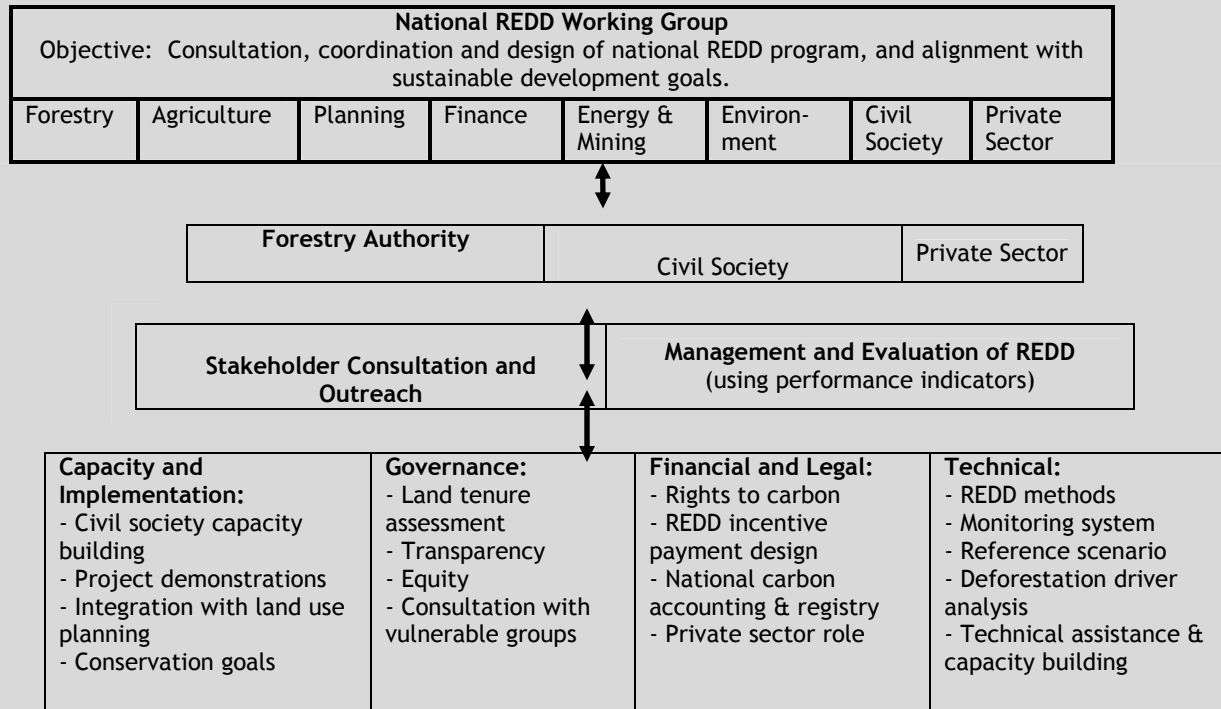 National REDD Working Group
Objective:  Consultation, coordination and design of national REDD program, and alignment with
sustainable development goals.
Forestry
Agriculture
Planning
Finance
Energy &
Mining
Environ-
ment
Civil
Society
Private
Sector
Forestry Authority
Civil Society
Private Sector
Stakeholder Consultation and
Outreach
Management and Evaluation of REDD
(using performance indicators)
Capacity and
Implementation:
- Civil society capacity
building
- Project demonstrations
- Integration with land use
planning
- Conservation goals
Governance:
- Land tenure
assessment
- Transparency
- Equity
- Consultation with
vulnerable groups
Financial and Legal:
- Rights to carbon
- REDD incentive
payment design
- National carbon
accounting & registry
- Private sector role
Technical:
- REDD methods
- Monitoring system
- Reference scenario
- Deforestation driver
analysis
- Technical assistance &
capacity building